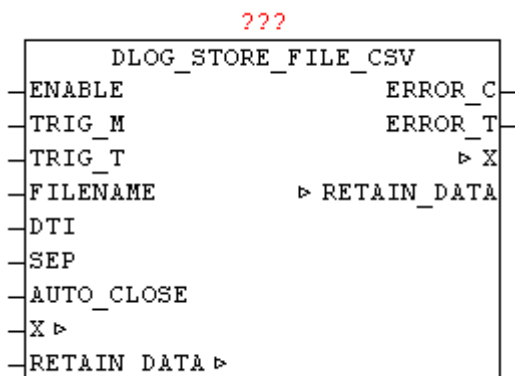 ???
DLOG_STORE_FILE_CSV
ENABLE ERROR_C
TRIG_M ERROR_T
TRIG_T ▷ X
FILENAME ▷ RETAIN_DATA
DTI
SEP
AUTO_CLOSE
X ▷
RETAIN_DATA ▷